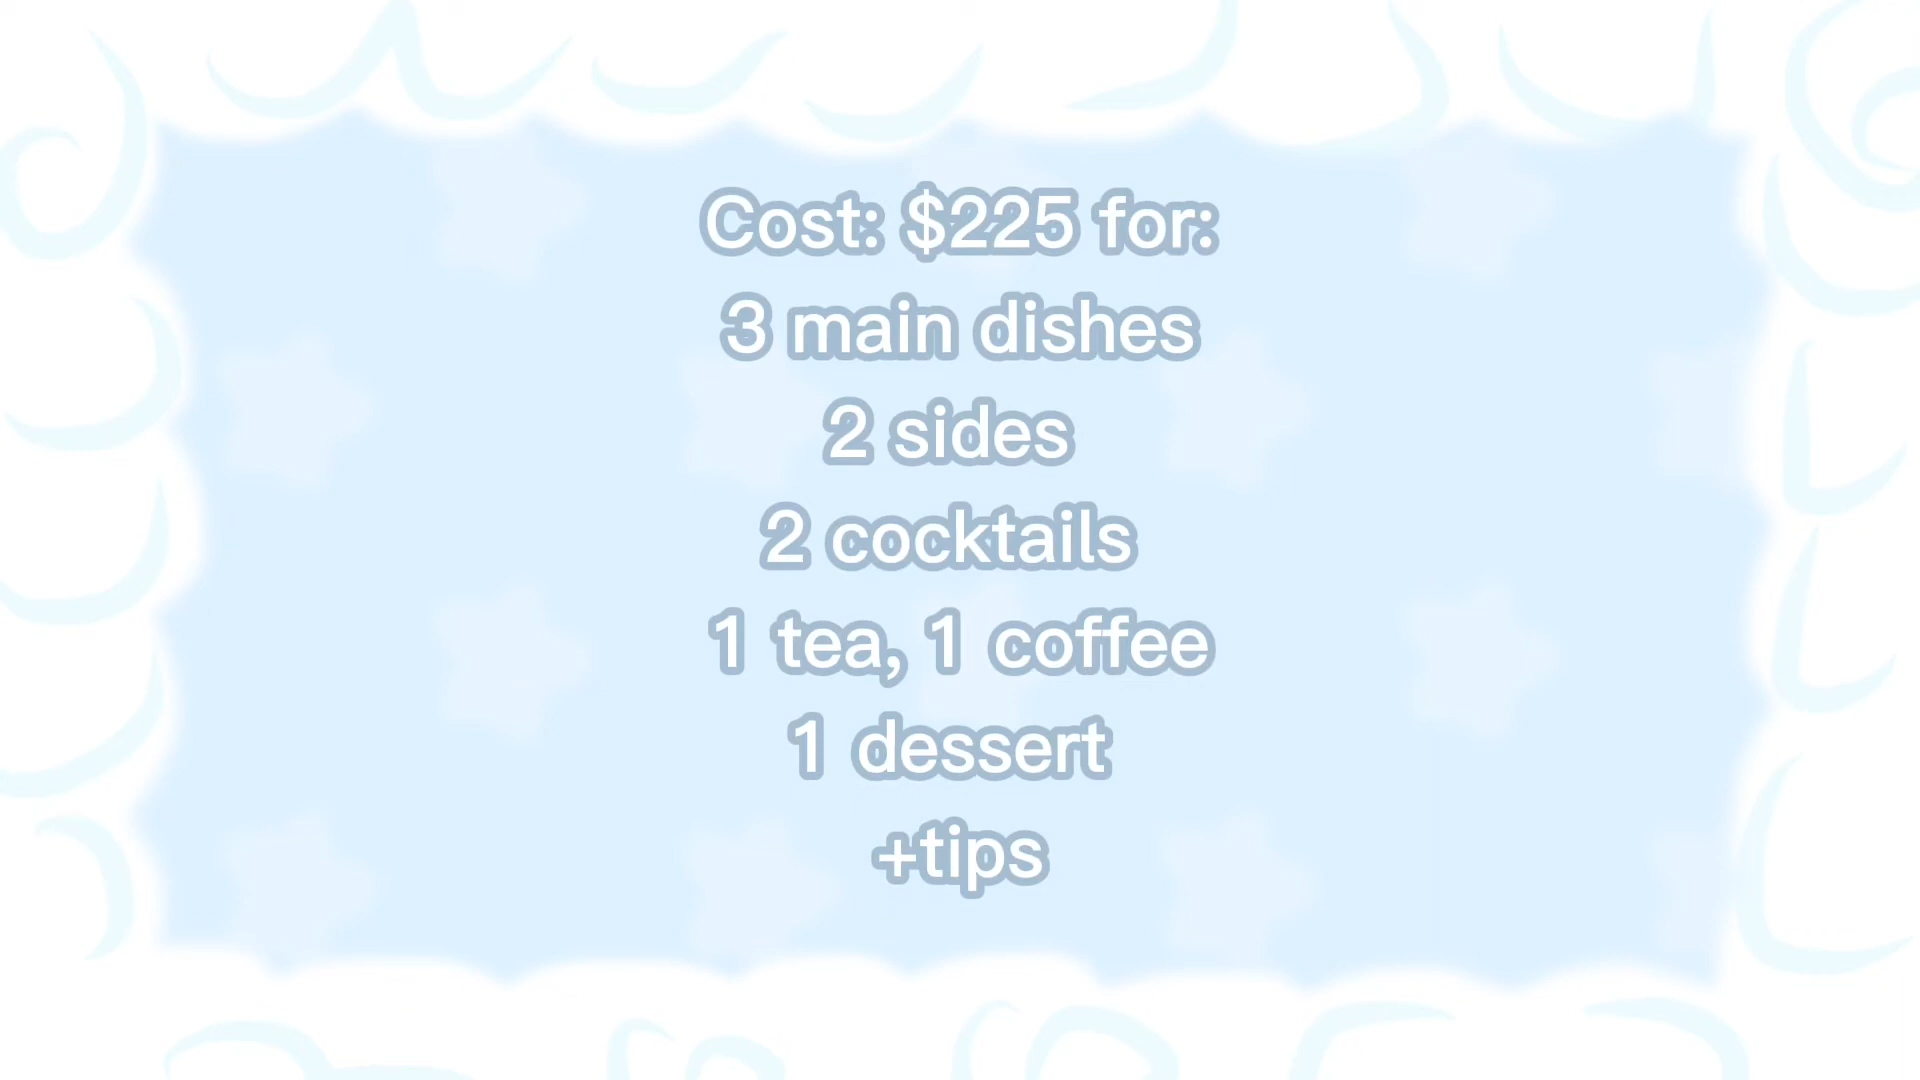 Cost: $225 for:
3 main dishes
2 sides
2 cocktails
1 tea, 1 coffee
1 dessert
+tips